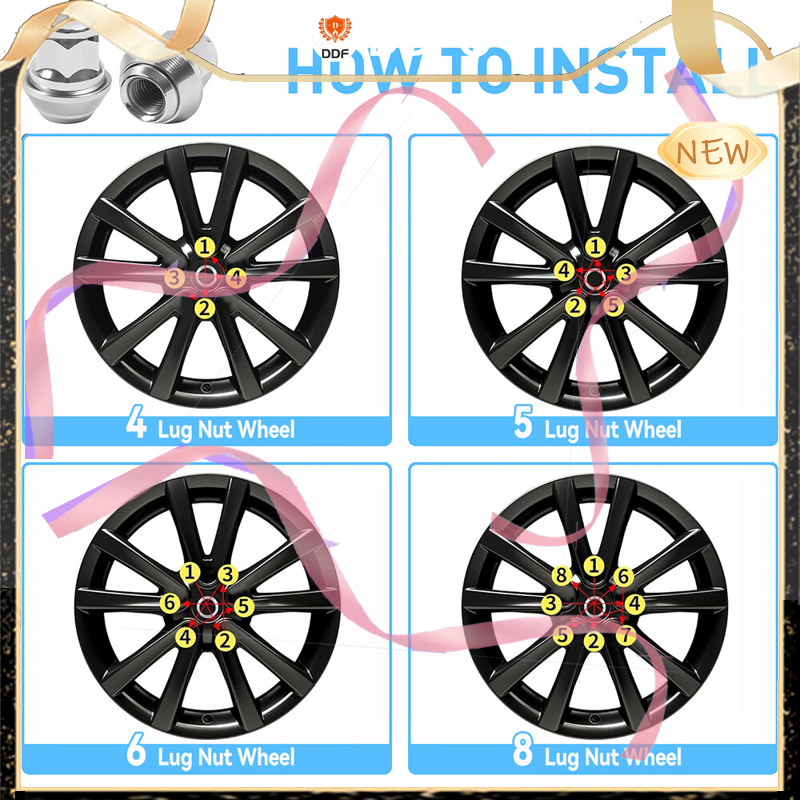 DDF
HOW TO INSTALL
NEW
1
3 4
2
1
4 3
2 5
4 Lug Nut Wheel
5 Lug Nut Wheel
1 3
6 5
4 2
1
8 6
3 4
5 7
2
6 Lug Nut Wheel
8 Lug Nut Wheel